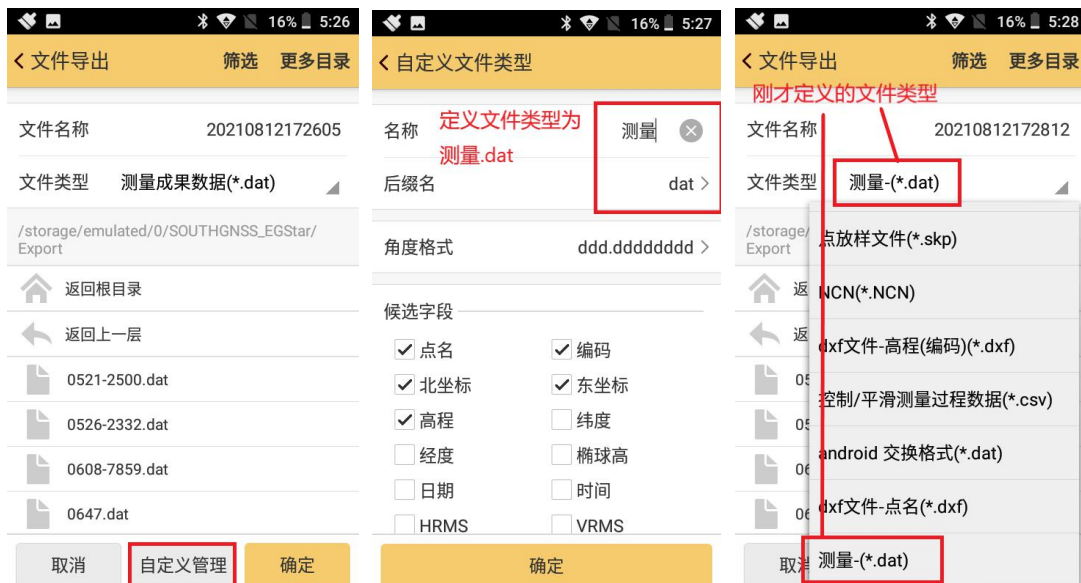 16% 5:26
文件导出 筛选 更多目录
文件名称 20210812172605
文件类型 测量成果数据(*.dat)
/storage/emulated/0/SOUTHGNSS_EGStar/
Export
返回根目录
返回上一层
0521-2500.dat
0526-2332.dat
0608-7859.dat
0647.dat
取消 自定义管理 确定
16% 5:27
自定义文件类型
名称 定义文件类型为 测量
测量.dat
后缀名 dat
角度格式 ddd.dddddddd
候选字段
点名 编码
北坐标 东坐标
高程 纬度
经度 椭球高
日期 时间
HRMS VRMS
确定
16% 5:28
文件导出 筛选 更多目录
刚才定义的文件类型
文件名称 20210812172812
文件类型 测量-(*.dat)
/storage/
Export
点放样文件(*.skp)
返 NCN(*.NCN)
返 dxf文件-高程(编码)(*.dxf)
05 控制/平滑测量过程数据(*.csv)
05 android 交换格式(*.dat)
06 dxf文件-点名(*.dxf)
06
取消 测量-(*.dat)